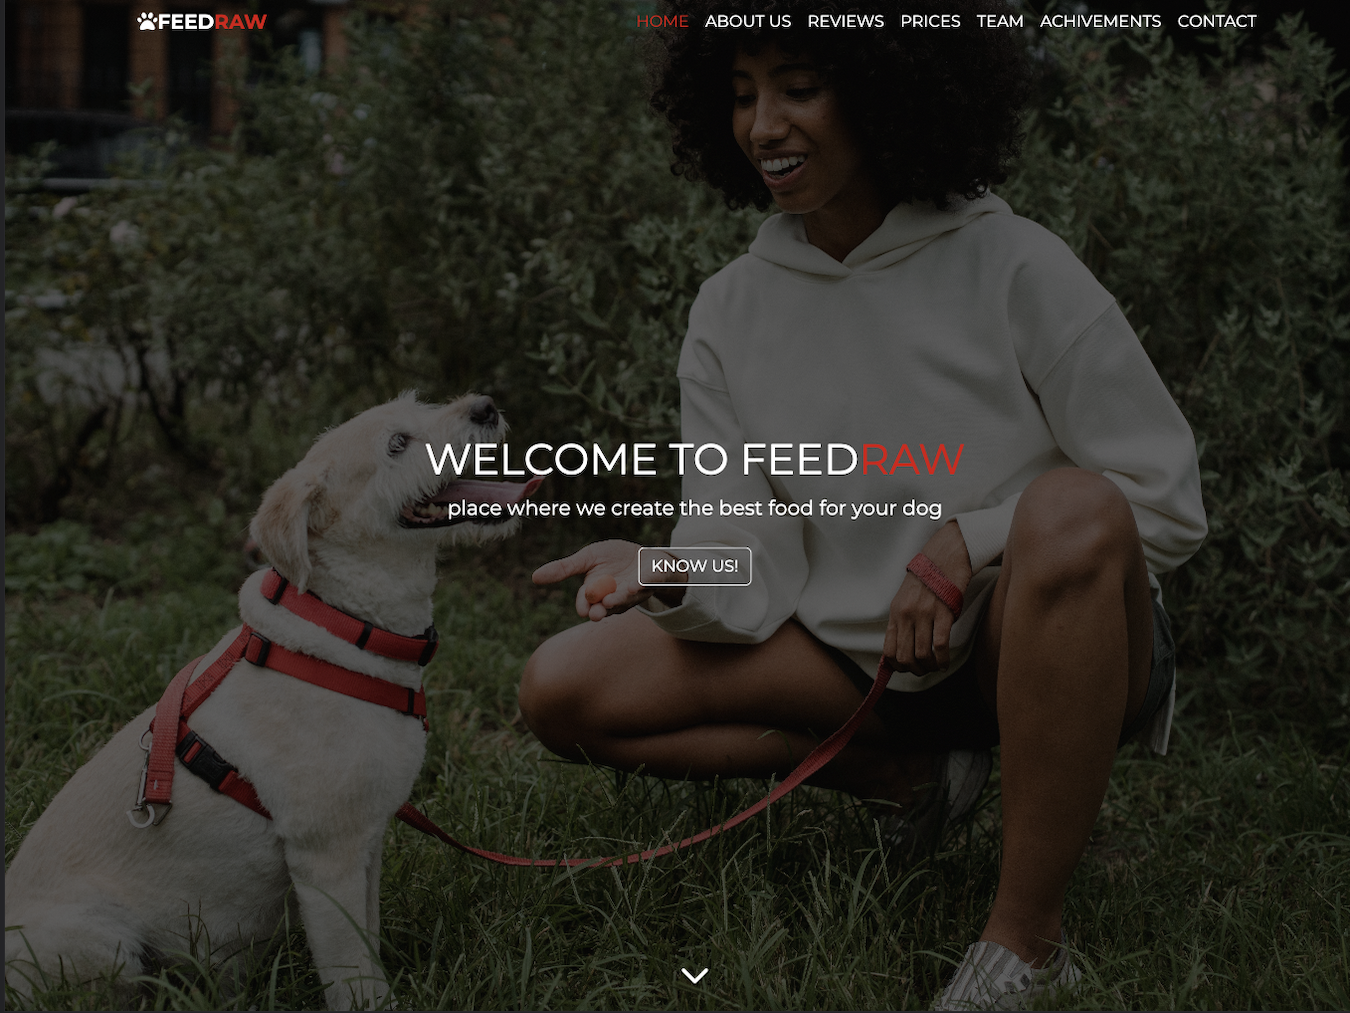 FEEDRAW
HOME ABOUT US REVIEWS PRICES TEAM ACHIVEMENTS CONTACT
WELCOME TO FEEDRAW
place where we create the best food for your dog
KNOW US!